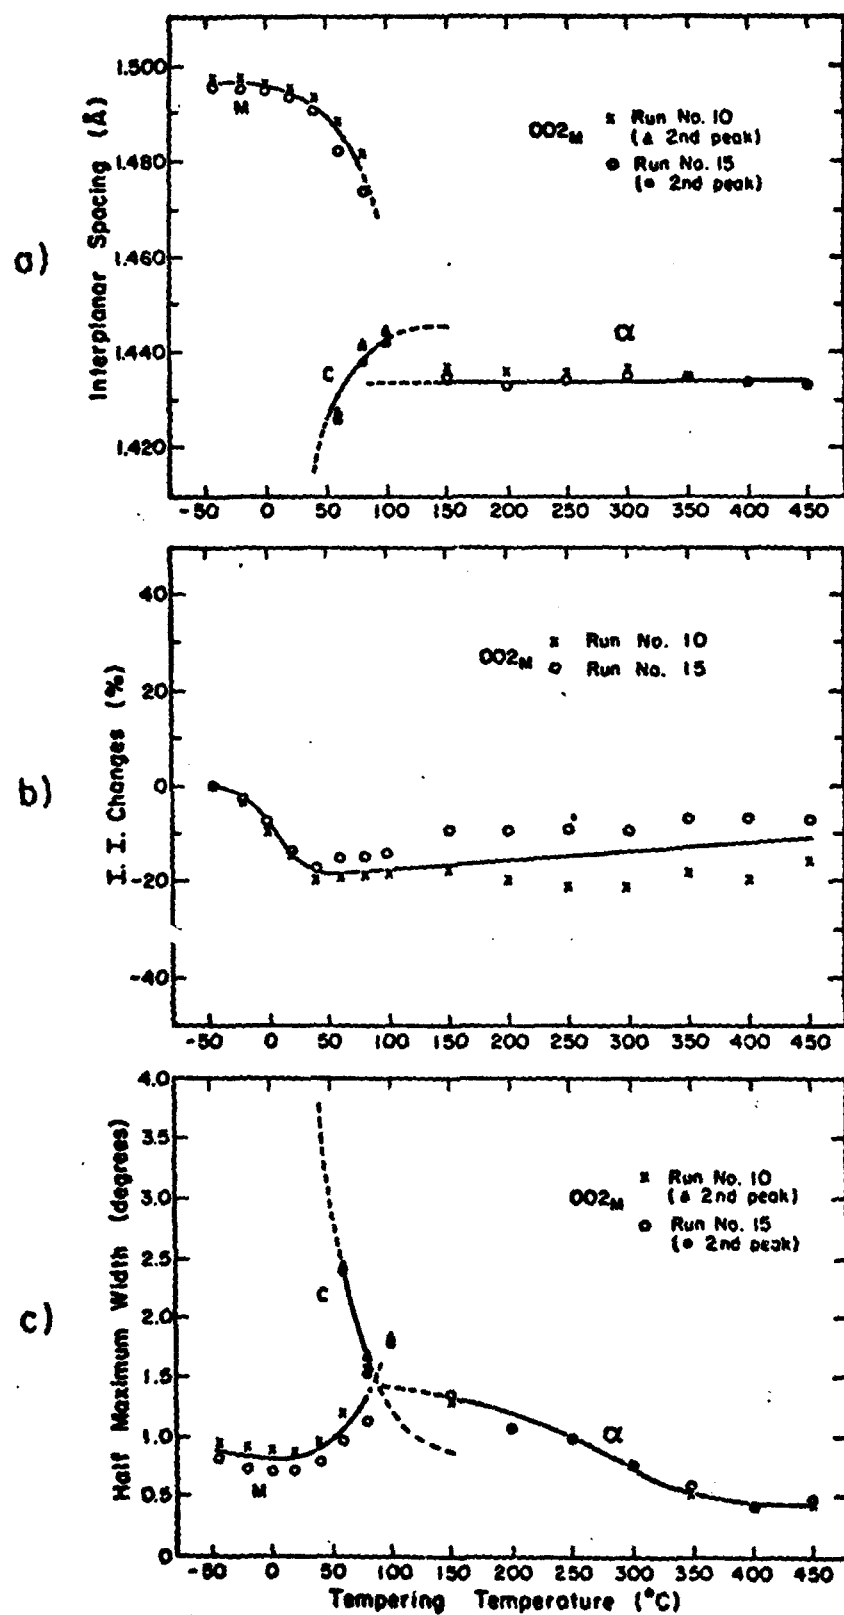 a)
Interplanar Spacing (Å)
1.500
1.480
1.460
1.440
1.420
M
C
α
002M x Run No. 10
(▲ 2nd peak)
o Run No. 15
(● 2nd peak)
-50 0 50 100 150 200 250 300 350 400 450
b)
I. I. Changes (%)
40
20
0
-20
-40
002M x Run No. 10
o Run No. 15
-50 0 50 100 150 200 250 300 350 400 450
c)
Half Maximum Width (degrees)
4.0
3.5
3.0
2.5
2.0
1.5
1.0
0.5
0
C
M
α
002M x Run No. 10
(▲ 2nd peak)
o Run No. 15
(● 2nd peak)
-50 0 50 100 150 200 250 300 350 400 450
Tempering Temperature (°C)